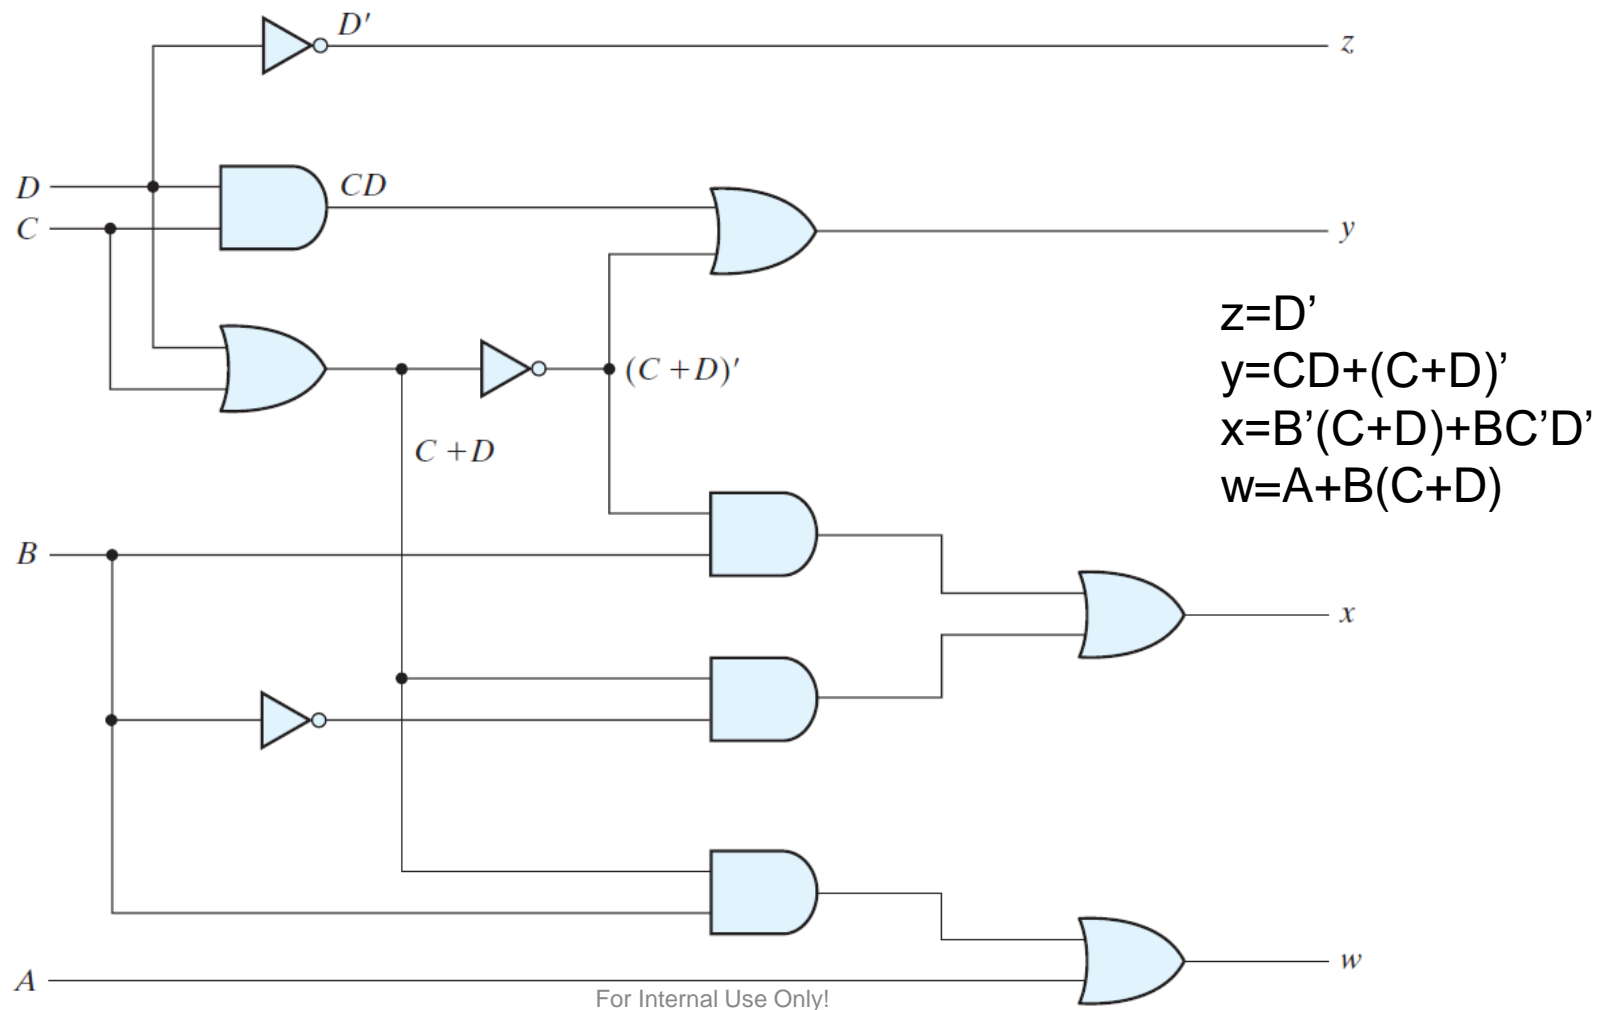 D′
z
D
CD
C
y
z=D’
y=CD+(C+D)’
(C +D)′
x=B’(C+D)+BC’D’
C +D
w=A+B(C+D)
B
x
w
A
For Internal Use Only!